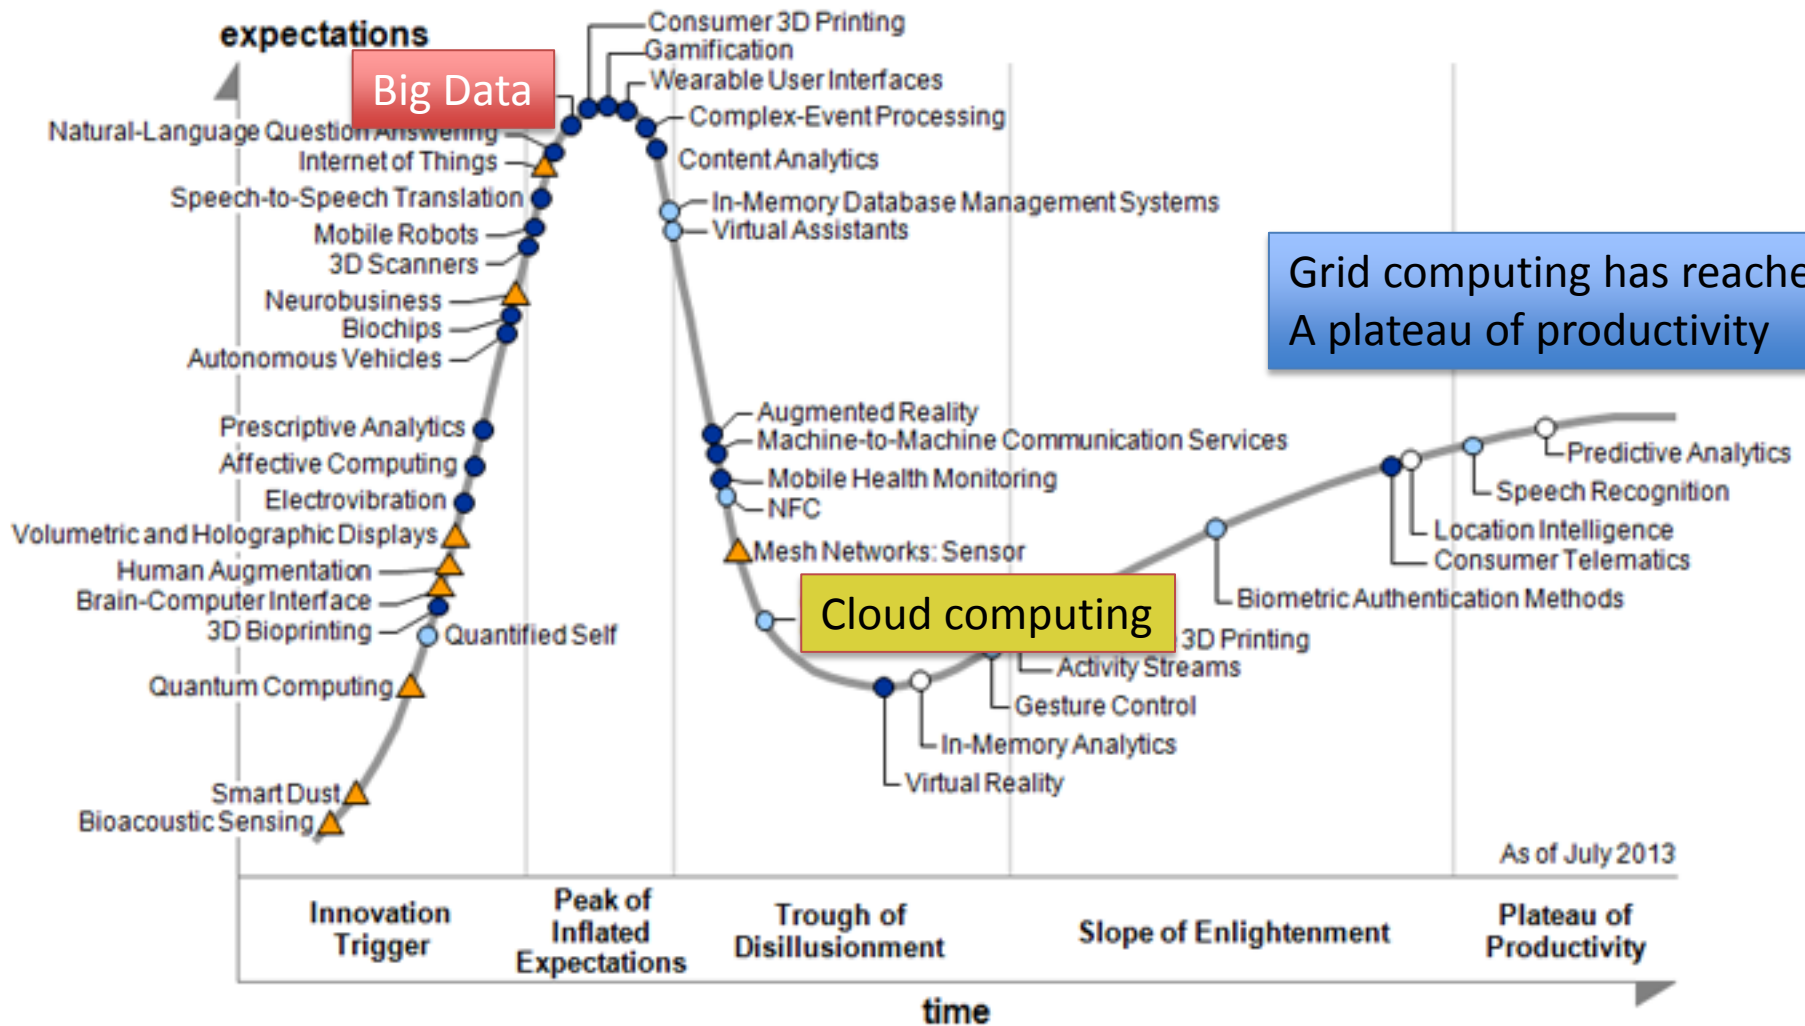 expectations
Consumer 3D Printing
Gamification
Wearable User Interfaces
Big Data
Complex-Event Processing
Natural-Language Question Answering
Content Analytics
Internet of Things
Speech-to-Speech Translation
In-Memory Database Management Systems
Mobile Robots
Virtual Assistants
3D Scanners
Grid computing has reache
A plateau of productivity
Neurobusiness
Biochips
Autonomous Vehicles
Augmented Reality
Prescriptive Analytics
Machine-to-Machine Communication Services
Predictive Analytics
Affective Computing
Mobile Health Monitoring
Speech Recognition
Electrovibration
NFC
Location Intelligence
Volumetric and Holographic Displays
Mesh Networks: Sensor
Consumer Telematics
Human Augmentation
Brain-Computer Interface
Cloud computing
Biometric Authentication Methods
3D Bioprinting
Quantified Self
3D Printing
Activity Streams
Quantum Computing
Gesture Control
In-Memory Analytics
Virtual Reality
Smart Dust
Bioacoustic Sensing
As of July 2013
Innovation
Trigger
Peak of
Inflated
Expectations
Trough of
Disillusionment
Slope of Enlightenment
Plateau of
Productivity
time